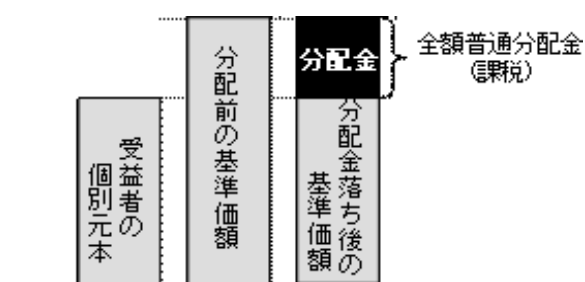 受益者の
個別元本
分配前の基準価額
分配金
分配金落ち後の
基準価額
全額普通分配金
(課税)